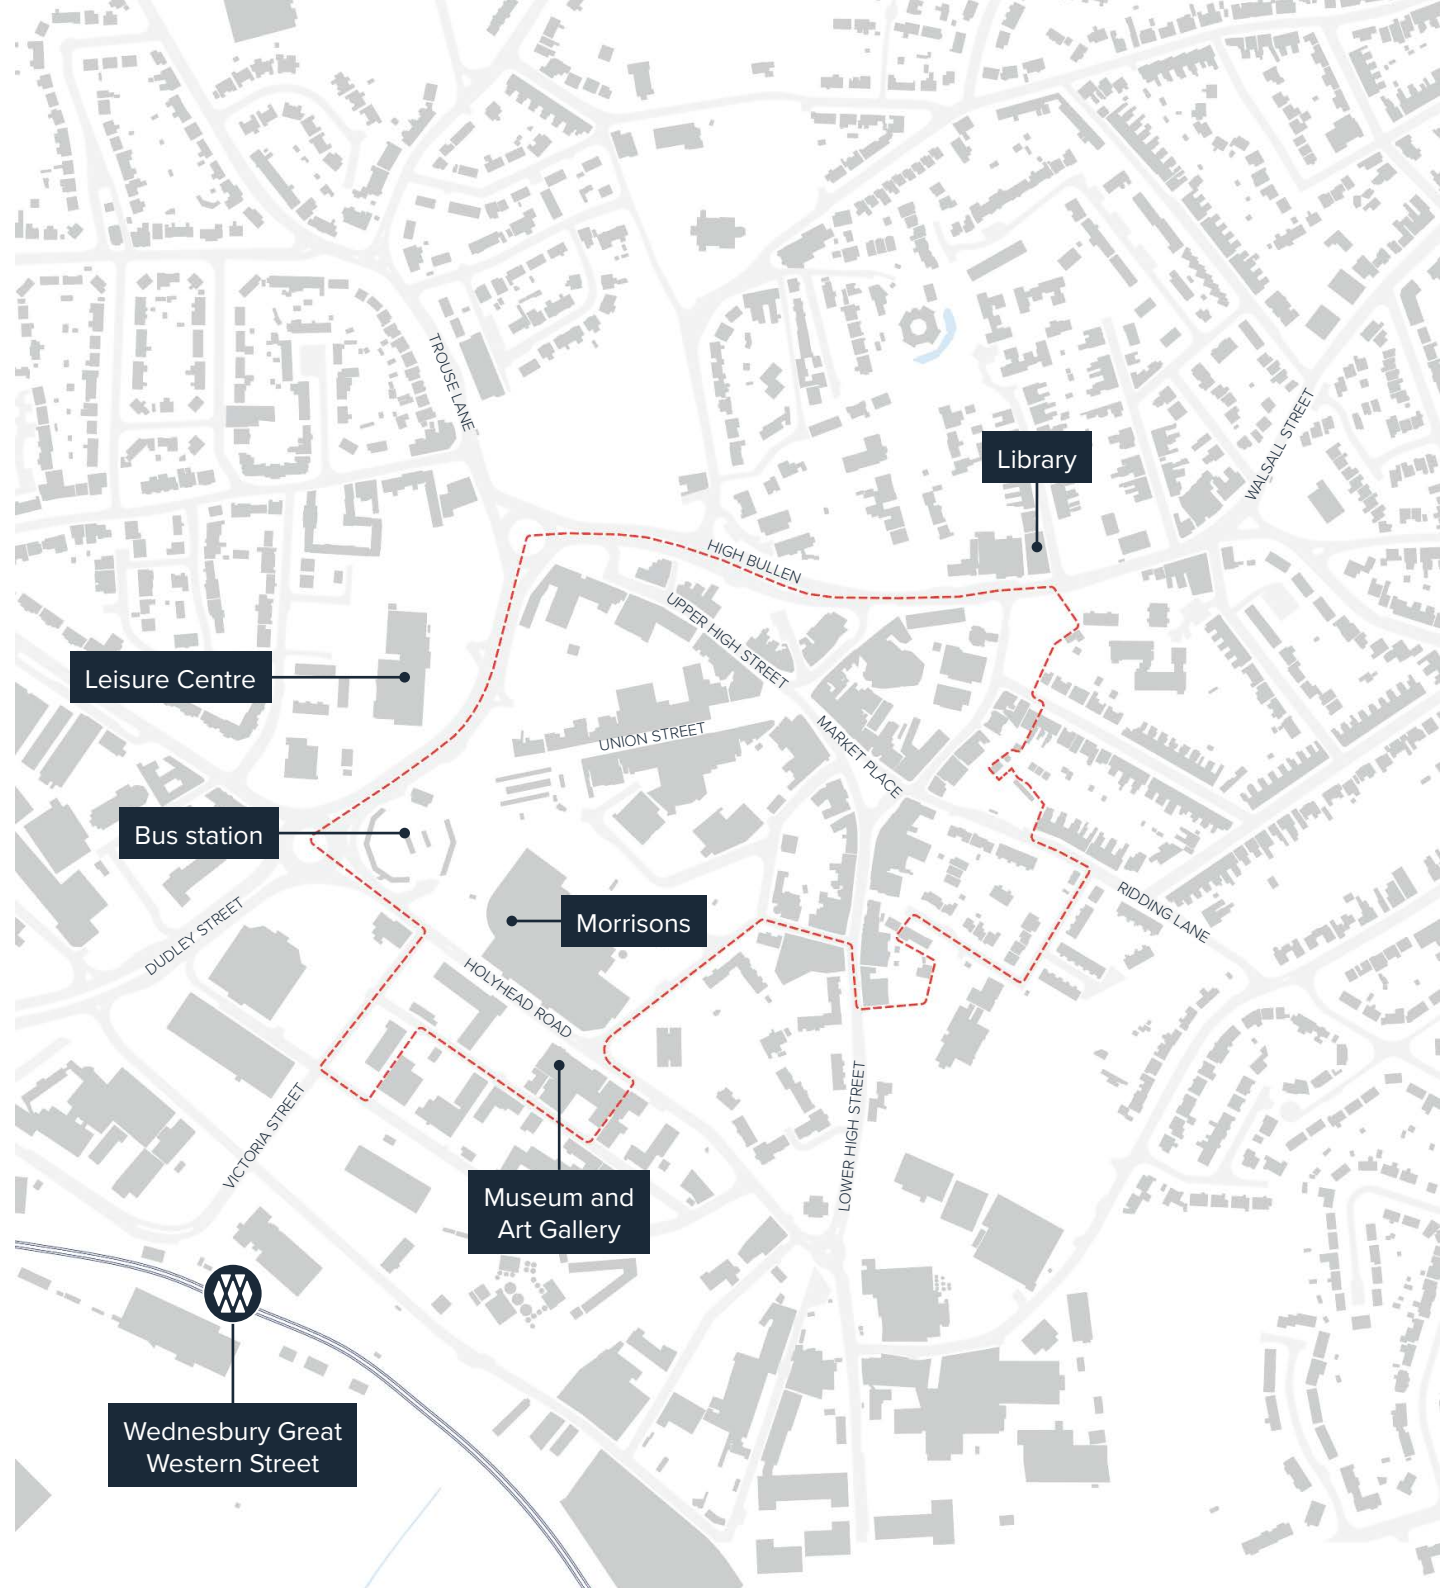 TROUSE LANE
WALSALL STREET
Library
HIGH BULLEN
UPPER HIGH STREET
Leisure Centre
UNION STREET
MARKET PLACE
Bus station
RIDDING LANE
Morrisons
DUDLEY STREET
HOLYHEAD ROAD
LOWER HIGH STREET
VICTORIA STREET
Museum and
Art Gallery
Wednesbury Great
Western Street